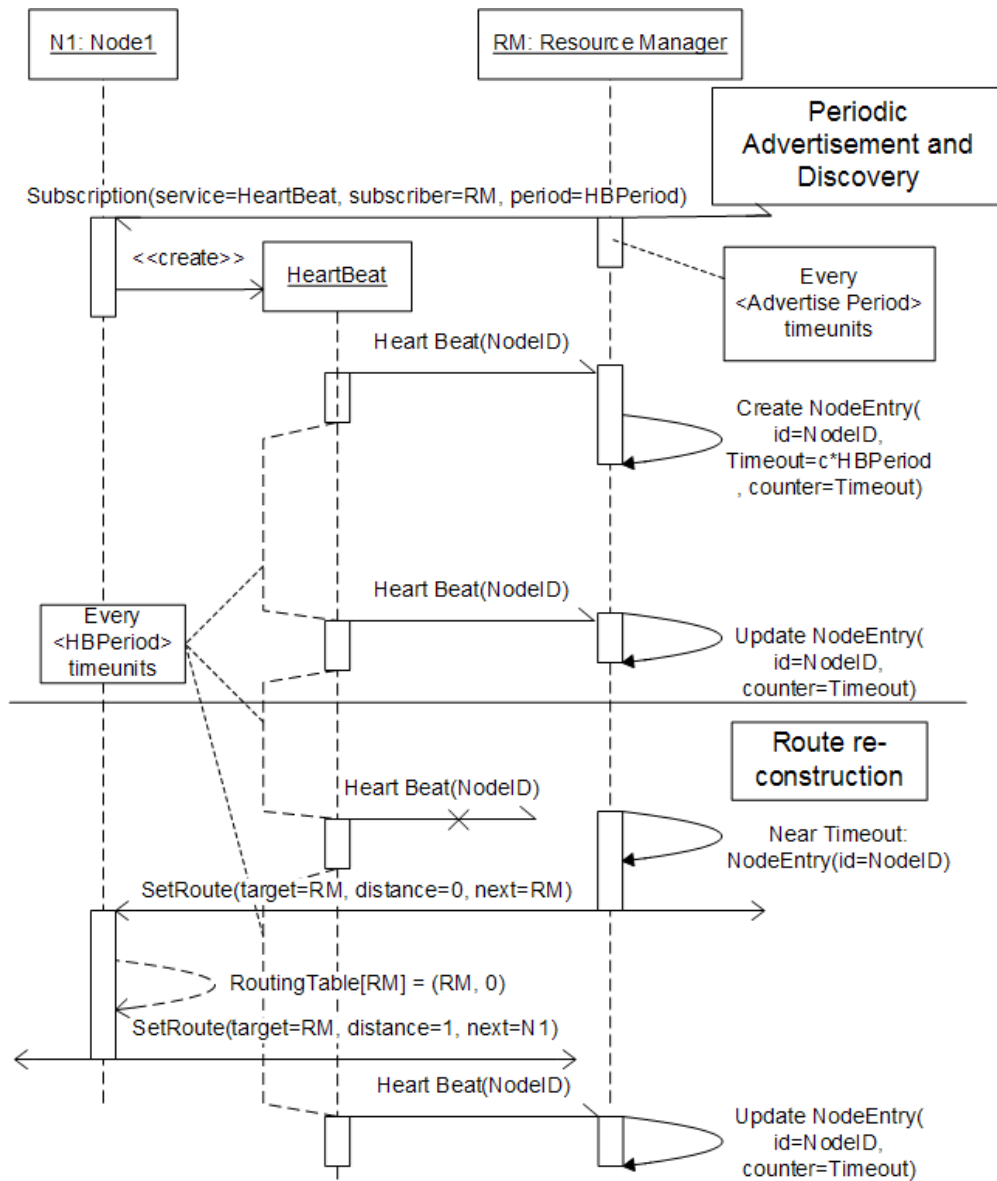 N1: Node1
RM: Resource Manager
Periodic
Advertisement and
Discovery
Subscription(service=HeartBeat, subscriber=RM, period=HBPeriod)
<<create>>
HeartBeat
Every
<Advertise Period>
timeunits
Heart Beat(NodeID)
Create NodeEntry(
id=NodeID,
Timeout=c*HBPeriod
, counter=Timeout)
Heart Beat(NodeID)
Every
<HBPeriod>
timeunits
Update NodeEntry(
id=NodeID,
counter=Timeout)
Route re-
construction
Heart Beat(NodeID)
Near Timeout:
NodeEntry(id=NodeID)
SetRoute(target=RM, distance=0, next=RM)
RoutingTable[RM] = (RM, 0)
SetRoute(target=RM, distance=1, next=N1)
Heart Beat(NodeID)
Update NodeEntry(
id=NodeID,
counter=Timeout)